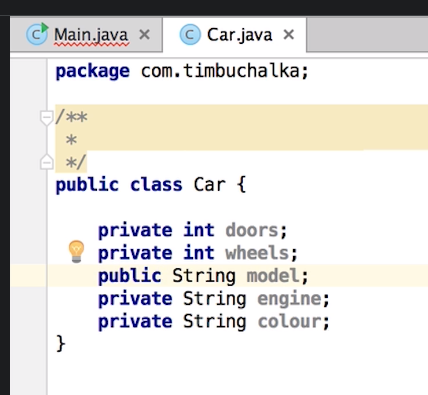 Main.java
Car.java
package com.timbuchalka;
/**
*
*/
public class Car {
private int doors;
private int wheels;
public String model;
private String engine;
private String colour;
}